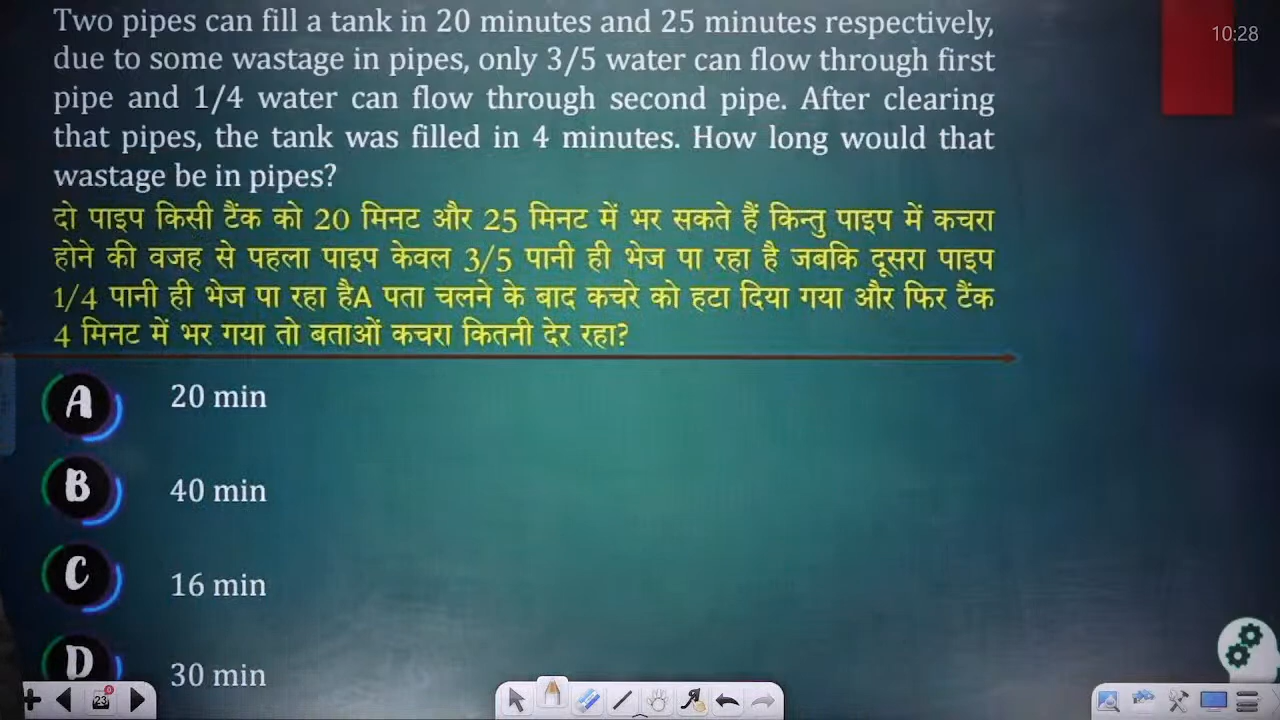 Two pipes can fill a tank in 20 minutes and 25 minutes respectively,
due to some wastage in pipes, only 3/5 water can flow through first
pipe and 1/4 water can flow through second pipe. After clearing
that pipes, the tank was filled in 4 minutes. How long would that
wastage be in pipes?
दो पाइप किसी टैंक को 20 मिनट और 25 मिनट में भर सकते हैं किन्तु पाइप में कचरा
होने की वजह से पहला पाइप केवल 3/5 पानी ही भेज पा रहा है जबकि दूसरा पाइप
1/4 पानी ही भेज पा रहा हैA पता चलने के बाद कचरे को हटा दिया गया और फिर टैंक
4 मिनट में भर गया तो बताओं कचरा कितनी देर रहा?
A 20 min
B 40 min
C 16 min
D 30 min
10:28
23